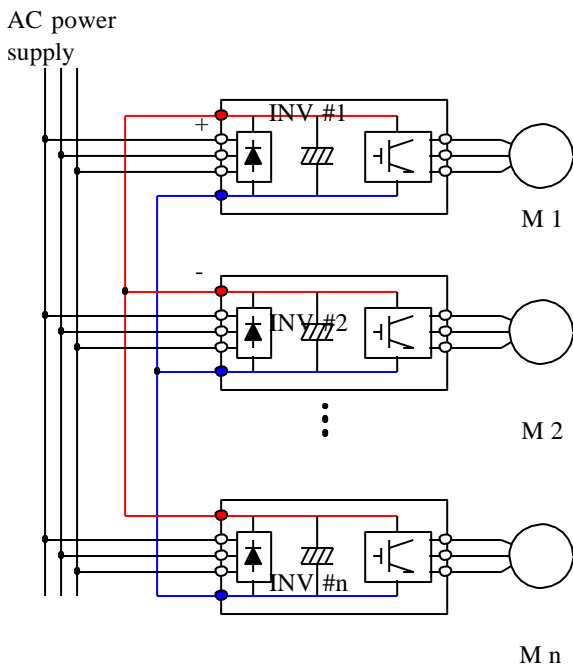 AC power
supply
INV #1
+
M 1
-
INV #2
M 2
INV #n
M n